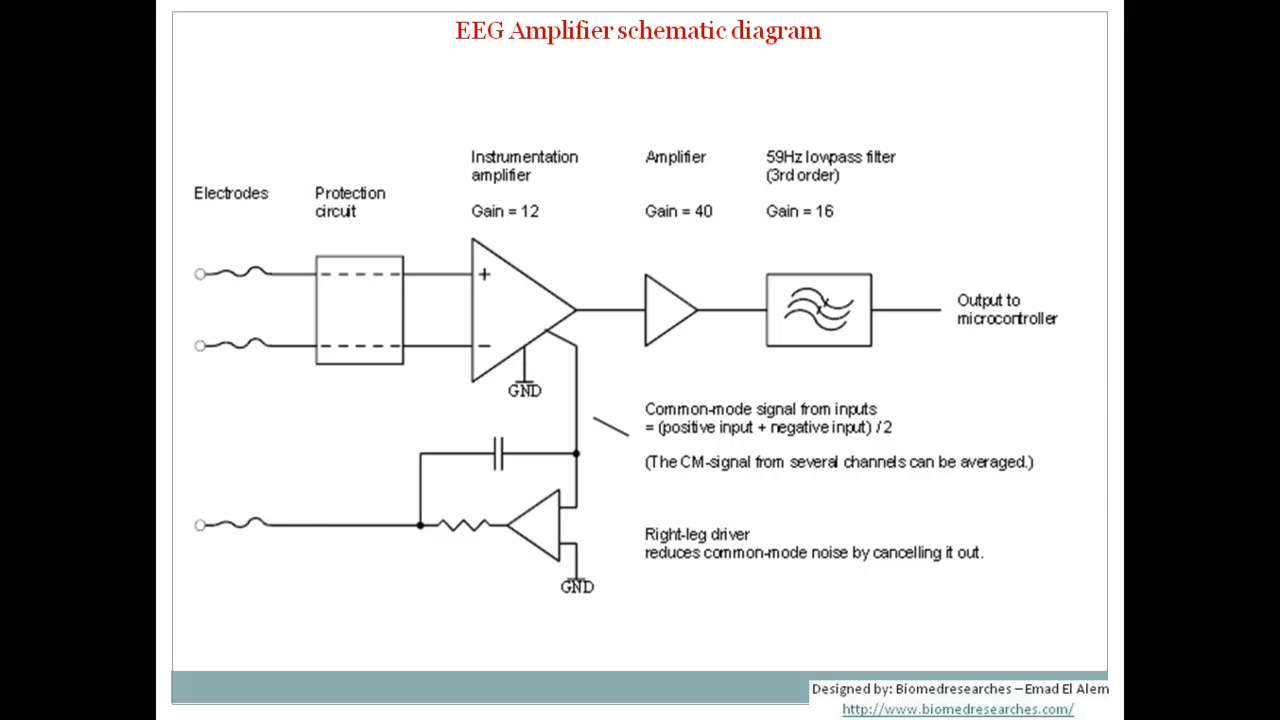 EEG Amplifier schematic diagram
Instrumentation
amplifier
Gain = 12
Amplifier
Gain = 40
59Hz lowpass filter
(3rd order)
Gain = 16
Electrodes
Protection
circuit
+
−
GND
Output to
microcontroller
Common-mode signal from inputs
= (positive input + negative input) / 2
(The CM-signal from several channels can be averaged.)
Right-leg driver
reduces common-mode noise by cancelling it out.
GND
Designed by: Biomedresearches – Emad El Alem
http://www.biomedresearches.com/